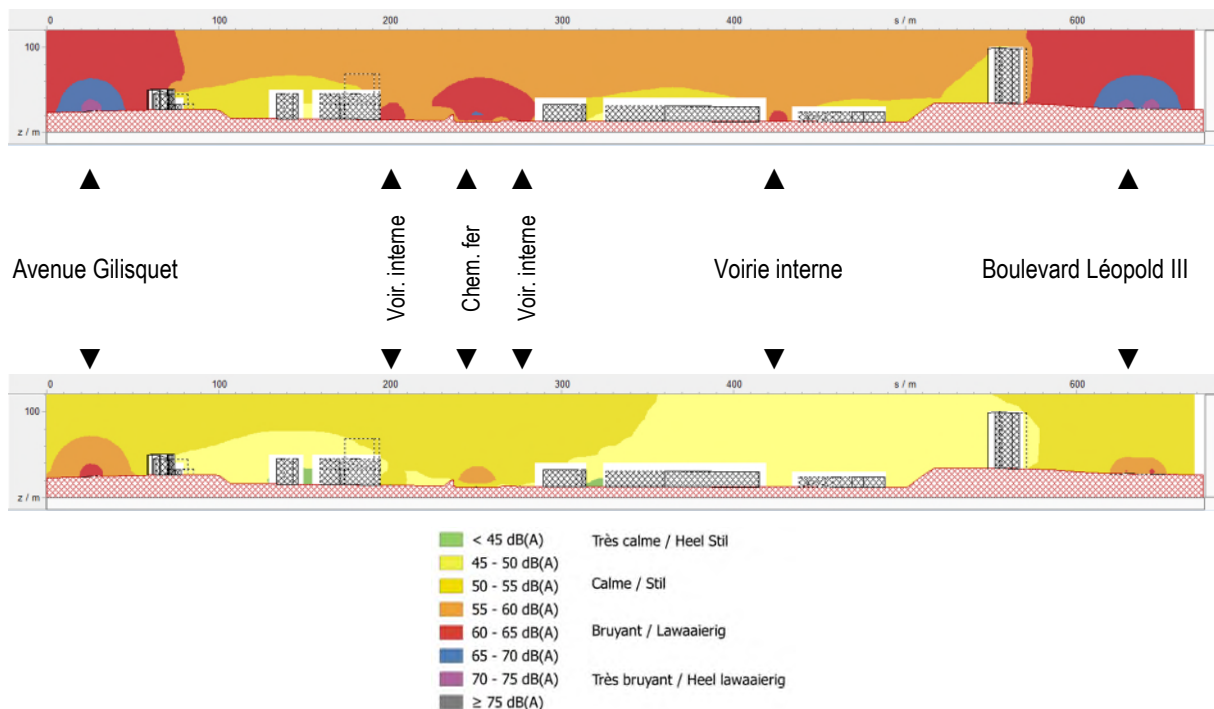 0 100 200 300 400 s / m 600
100
z / m
Avenue Gilisquet
Voir. interne
Chem. fer
Voir. interne
Voirie interne
Boulevard Léopold III
0 100 200 300 400 s / m 600
100
z / m
< 45 dB(A) Très calme / Heel Stil
45 - 50 dB(A)
50 - 55 dB(A) Calme / Stil
55 - 60 dB(A)
60 - 65 dB(A) Bruyant / Lawaaierig
65 - 70 dB(A)
70 - 75 dB(A) Très bruyant / Heel lawaaierig
≥ 75 dB(A)